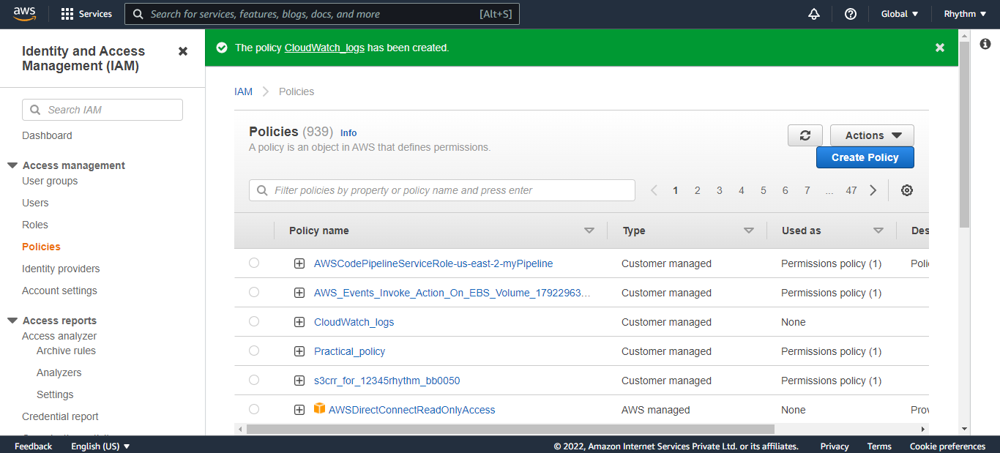 aws Services Search for services, features, blogs, docs, and more [Alt+S] Global Rhythm
Identity and Access
Management (IAM)
Search IAM
Dashboard
Access management
User groups
Users
Roles
Policies
Identity providers
Account settings
Access reports
Access analyzer
Archive rules
Analyzers
Settings
Credential report
The policy CloudWatch_logs has been created.
IAM Policies
Policies (939) Info
A policy is an object in AWS that defines permissions.
Actions
Create Policy
Filter policies by property or policy name and press enter
1 2 3 4 5 6 7 ... 47
Policy name Type Used as Des
AWSCodePipelineServiceRole-us-east-2-myPipeline Customer managed Permissions policy (1) Poli
AWS_Events_Invoke_Action_On_EBS_Volume_17922963... Customer managed Permissions policy (1)
CloudWatch_logs Customer managed None
Practical_policy Customer managed Permissions policy (1)
s3crr_for_12345rhythm_bb0050 Customer managed Permissions policy (1)
AWSDirectConnectReadOnlyAccess AWS managed None Prov
Feedback English (US) © 2022, Amazon Internet Services Private Ltd. or its affiliates. Privacy Terms Cookie preferences